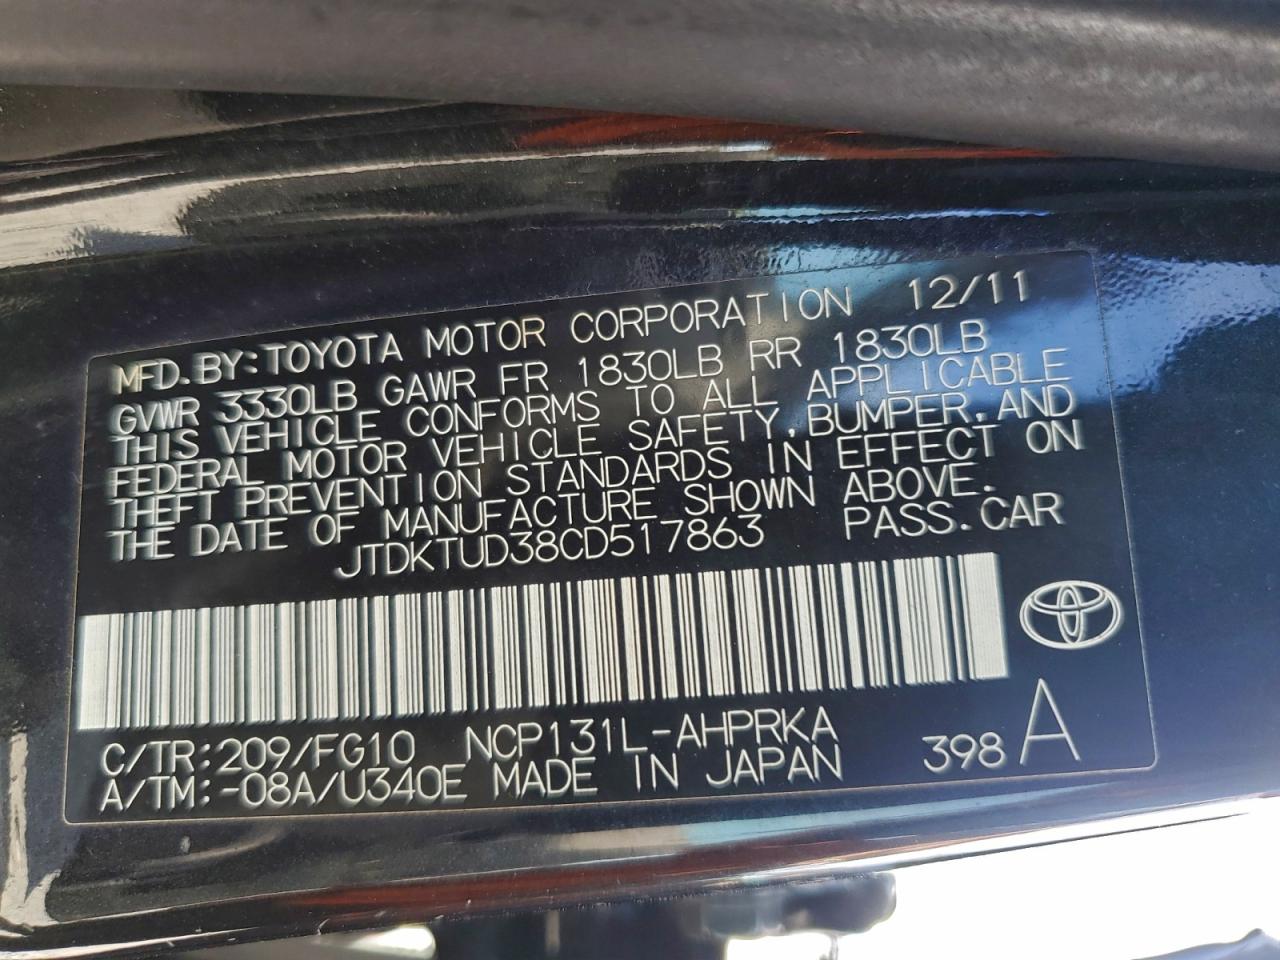 MFD.BY:TOYOTA MOTOR CORPORATION 12/11
GVWR 3330LB GAWR FR 1830LB RR 1830LB
THIS VEHICLE CONFORMS TO ALL APPLICABLE
FEDERAL MOTOR VEHICLE SAFETY,BUMPER,AND
THEFT PREVENTION STANDARDS IN EFFECT ON
THE DATE OF MANUFACTURE SHOWN ABOVE.
JTDKTUD38CD517863 PASS.CAR
C/TR:209/FG10 NCP131L-AHPRKA
A/TM:-08A/U340E MADE IN JAPAN 398 A